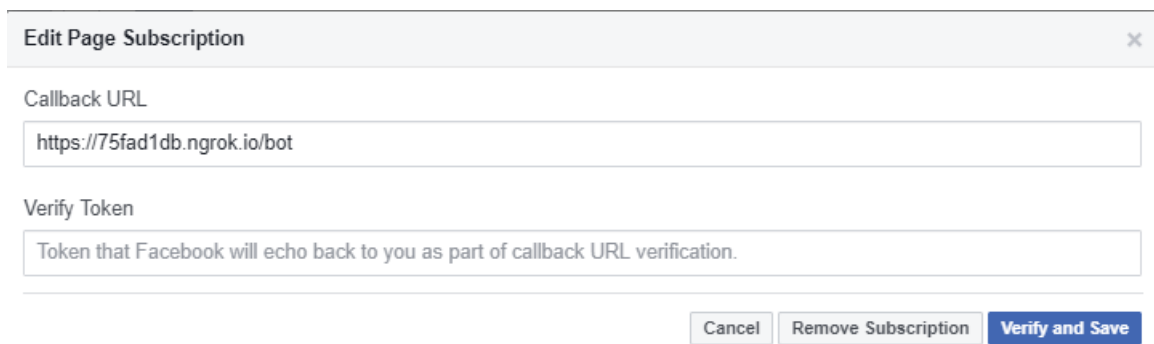 Edit Page Subscription
×
Callback URL
https://75fad1db.ngrok.io/bot
Verify Token
Token that Facebook will echo back to you as part of callback URL verification.
Cancel Remove Subscription Verify and Save